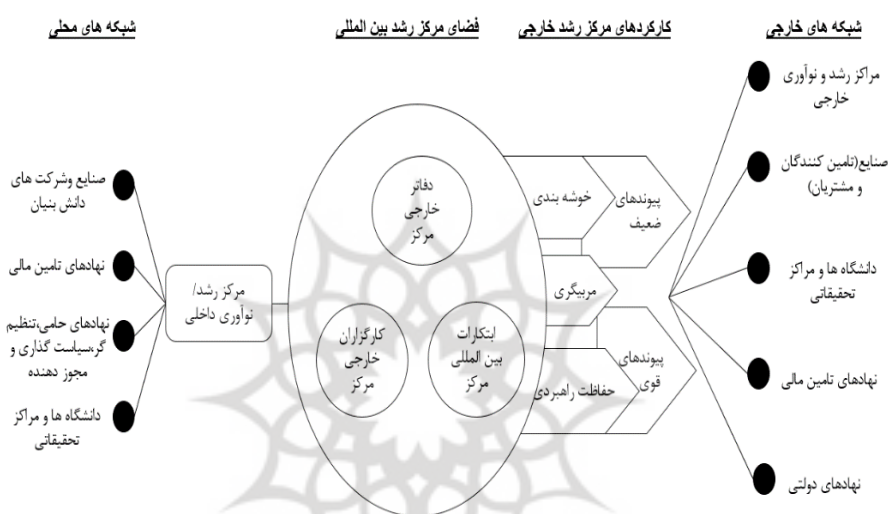 شبکه های خارجی
کارکردهای مرکز رشد خارجی
فضای مرکز رشد بین المللی
شبکه های محلی
مراکز رشد و نوآوری
خارجی
صنایع(تامین کنندگان
و مشتریان)
دانشگاه ها و مراکز
تحقیقاتی
نهادهای تامین مالی
نهادهای دولتی
پیوندهای
ضعیف
پیوندهای
قوی
خوشه بندی
مربیگری
حفاظت راهبردی
دفاتر
خارجی
مرکز
ابتکارات
بین المللی
مرکز
کارگزاران
خارجی
مرکز
مرکز رشد/
نوآوری داخلی
صنایع وشرکت های
دانش بنیان
نهادهای تامین مالی
نهادهای حامی،تنظیم
گر،سیاست گذاری و
مجوز دهنده
دانشگاه ها و مراکز
تحقیقاتی